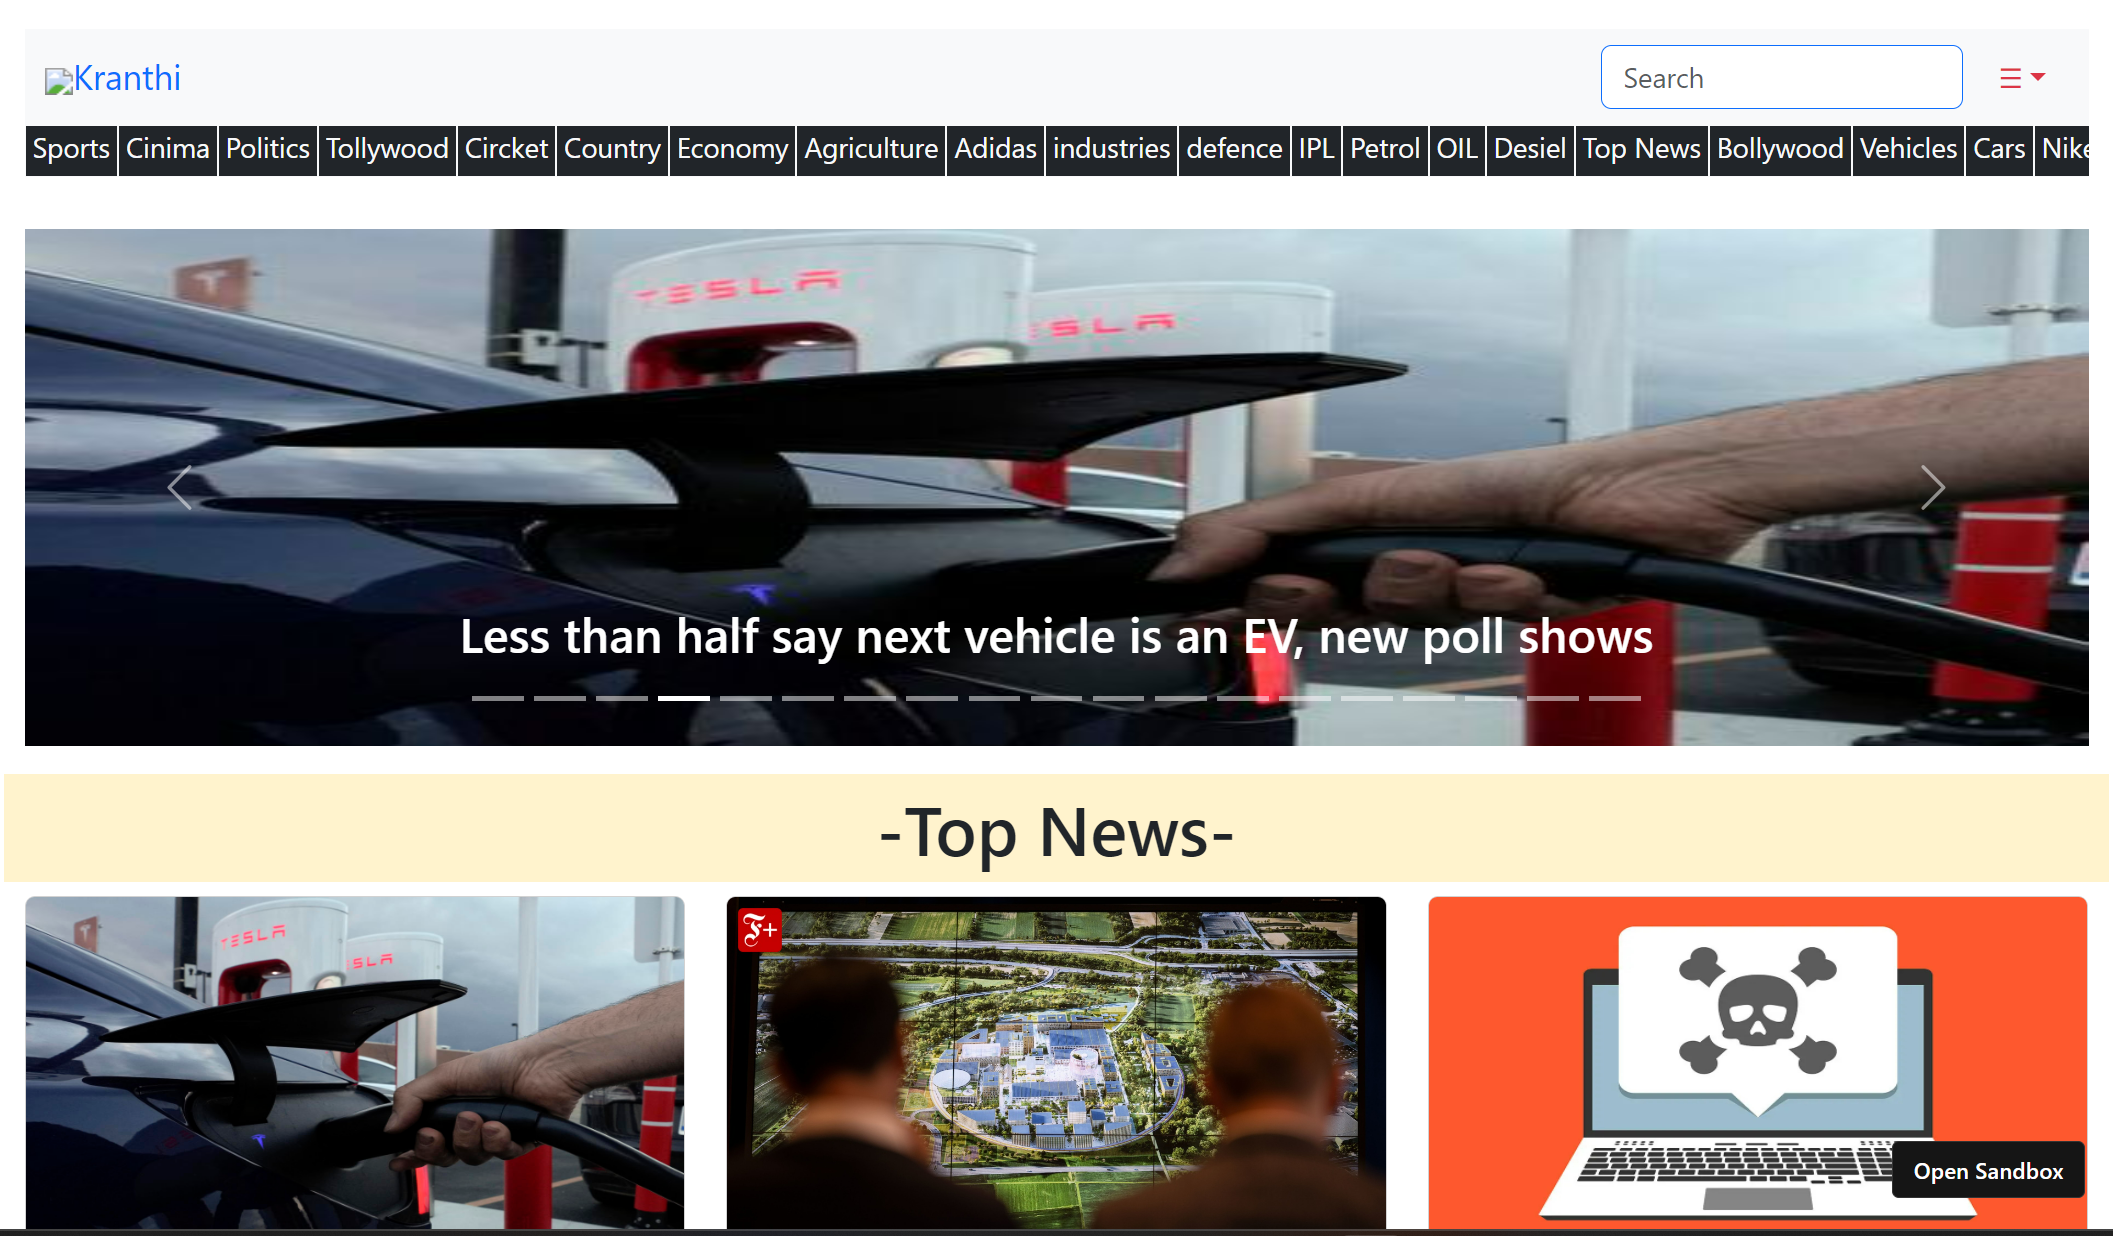 Kranthi
Search
Sports Cinima Politics Tollywood Circket Country Economy Agriculture Adidas industries defence IPL Petrol OIL Desiel Top News Bollywood Vehicles Cars Nike
TESLA
SLA
Less than half say next vehicle is an EV, new poll shows
-Top News-
TESLA
SLA
F+
Open Sandbox